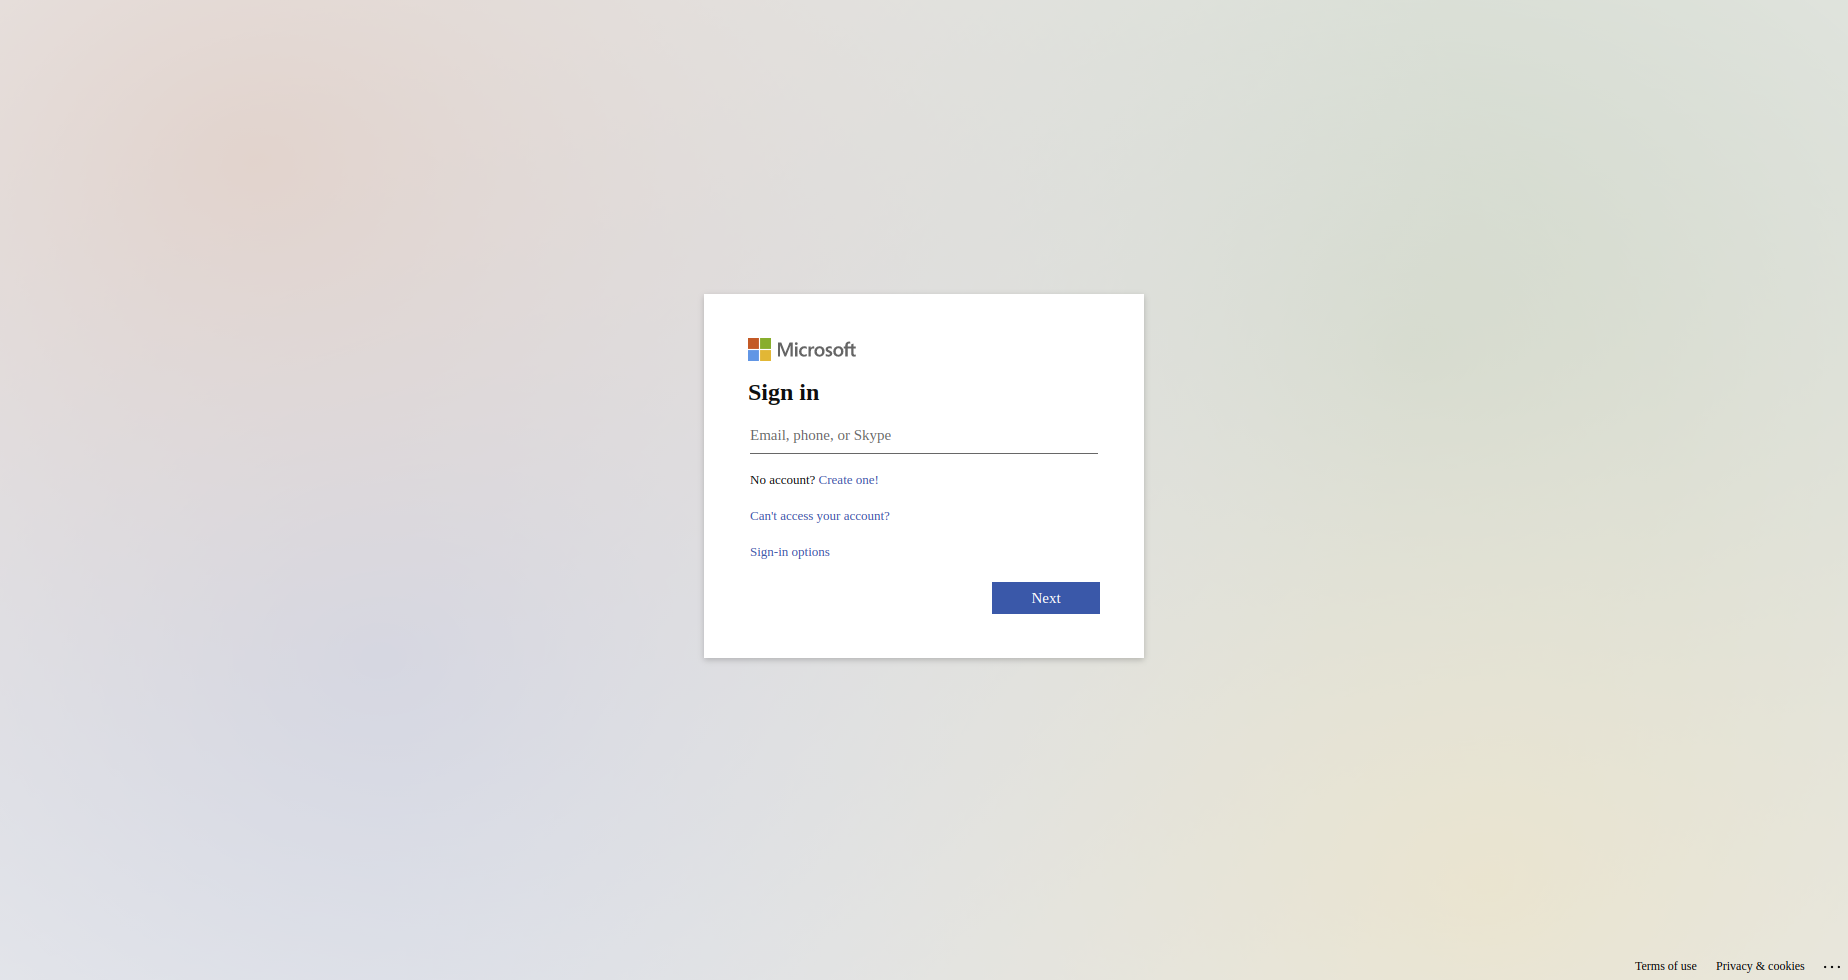 Microsoft
Sign in
Email, phone, or Skype
No account? Create one!
Can't access your account?
Sign-in options
Next
Terms of use Privacy & cookies ...